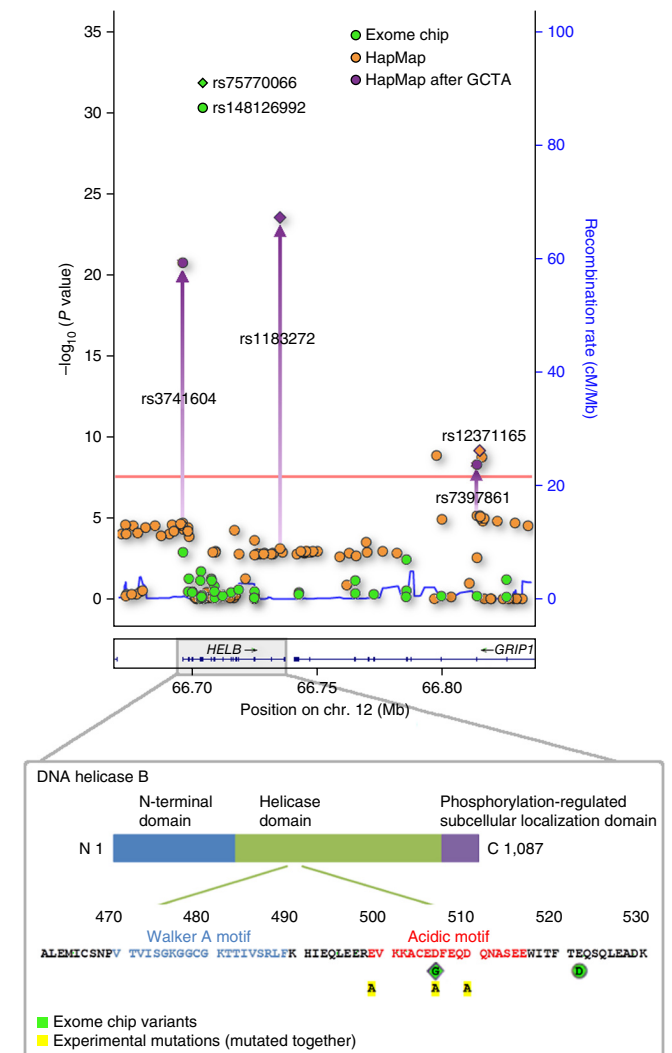 35
30
25
20
15
10
5
0
–log10 (P value)
100
80
60
40
20
0
Recombination rate (cM/Mb)
Exome chip
HapMap
HapMap after GCTA
rs75770066
rs148126992
rs1183272
rs3741604
rs12371165
rs7397861
HELB →
←GRIP1
66.70 66.75 66.80
Position on chr. 12 (Mb)
DNA helicase B
N-terminal domain
Helicase domain
Phosphorylation-regulated subcellular localization domain
N 1
C 1,087
470 480 490 500 510 520 530
Walker A motif Acidic motif
ALEMICSNPV TVISGKGGCG KTTIVSRLFK HIEQLEEREV KKACEDFEQD QNASEEWITF TEQSQLEADK
G D
A A A
Exome chip variants
Experimental mutations (mutated together)